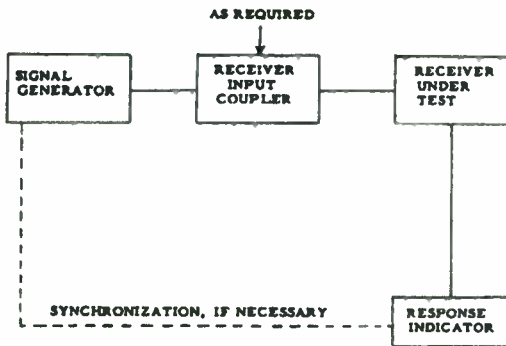 AS REQUIRED
SIGNAL
GENERATOR
RECEIVER
INPUT
COUPLER
RECEIVER
UNDER
TEST
SYNCHRONIZATION, IF NECESSARY
RESPONSE
INDICATOR